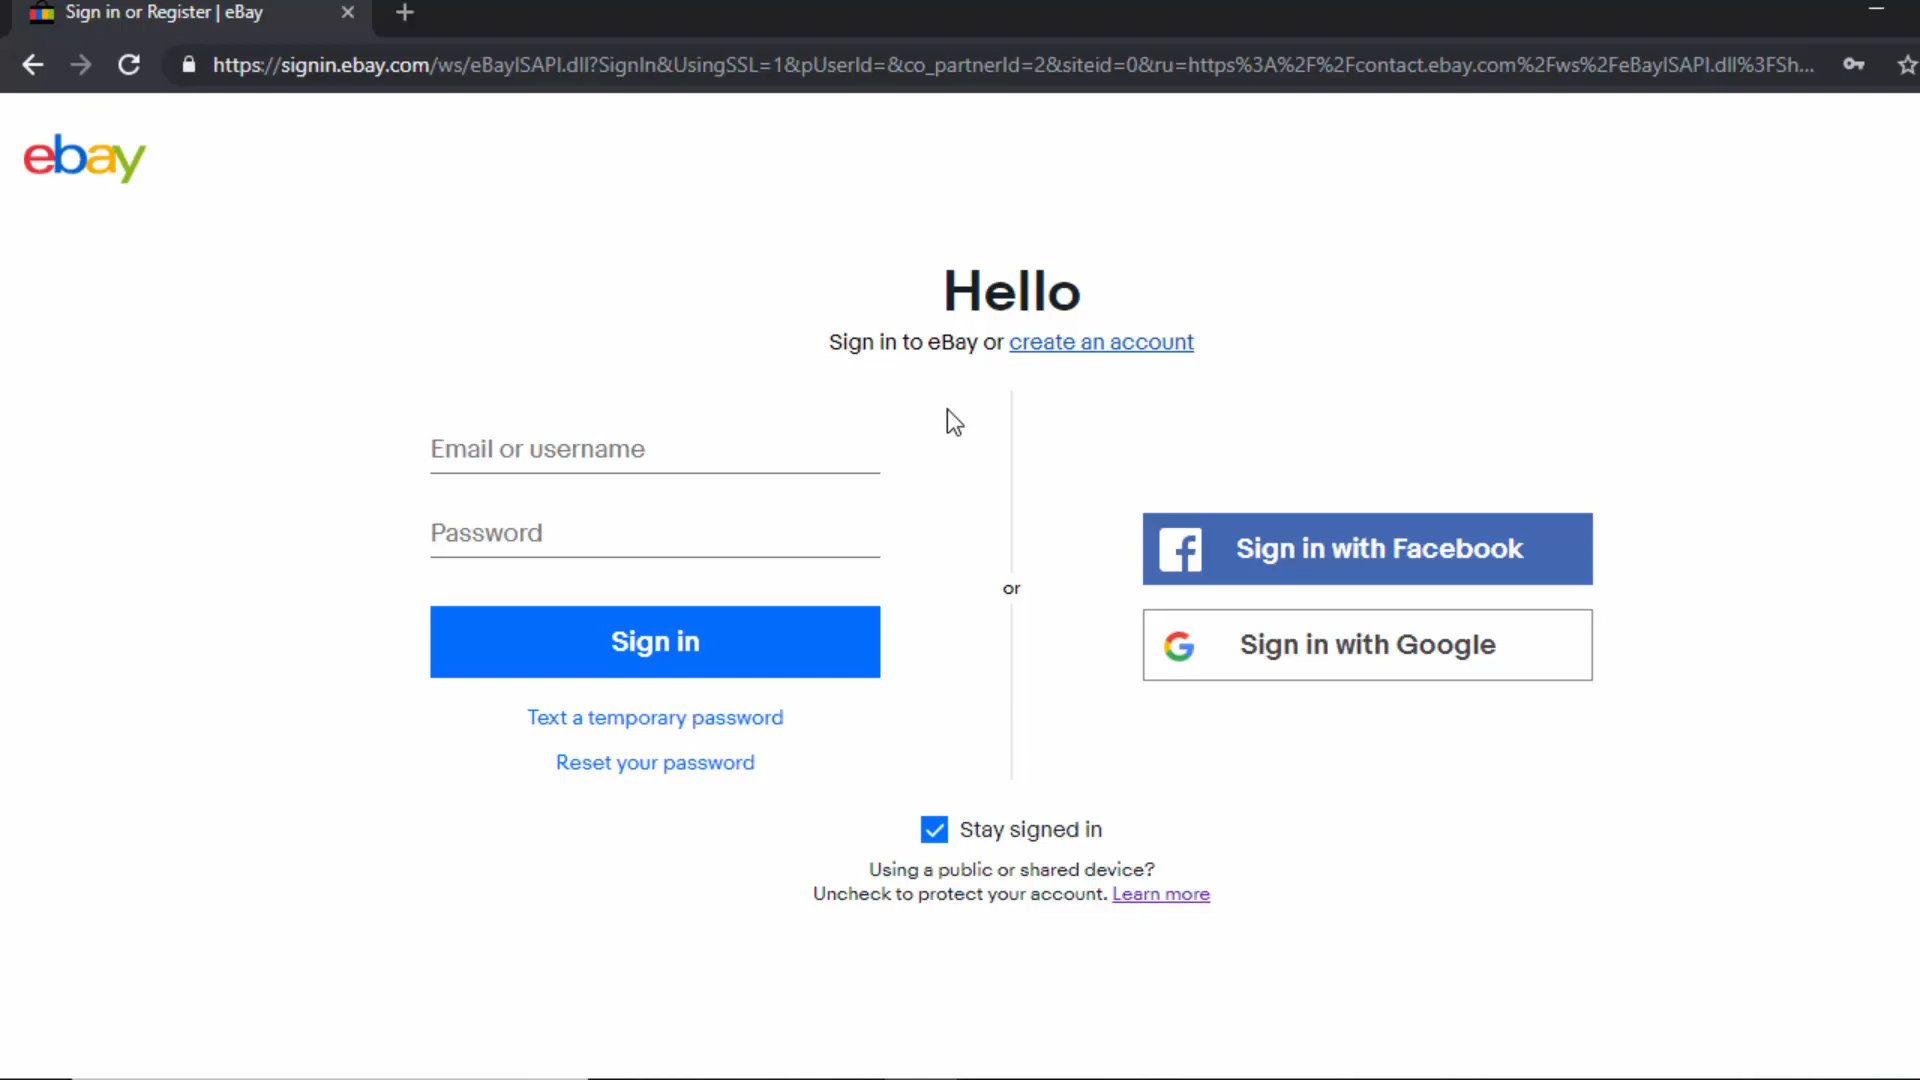 Sign in or Register | eBay
https://signin.ebay.com/ws/eBayISAPI.dll?SignIn&UsingSSL=1&pUserId=&co_partnerId=2&siteid=0&ru=https%3A%2F%2Fcontact.ebay.com%2Fws%2FeBayISAPI.dll%3FSh...
ebay
Hello
Sign in to eBay or create an account
Email or username
Password
Sign in
Text a temporary password
Reset your password
or
Sign in with Facebook
Sign in with Google
Stay signed in
Using a public or shared device?
Uncheck to protect your account. Learn more